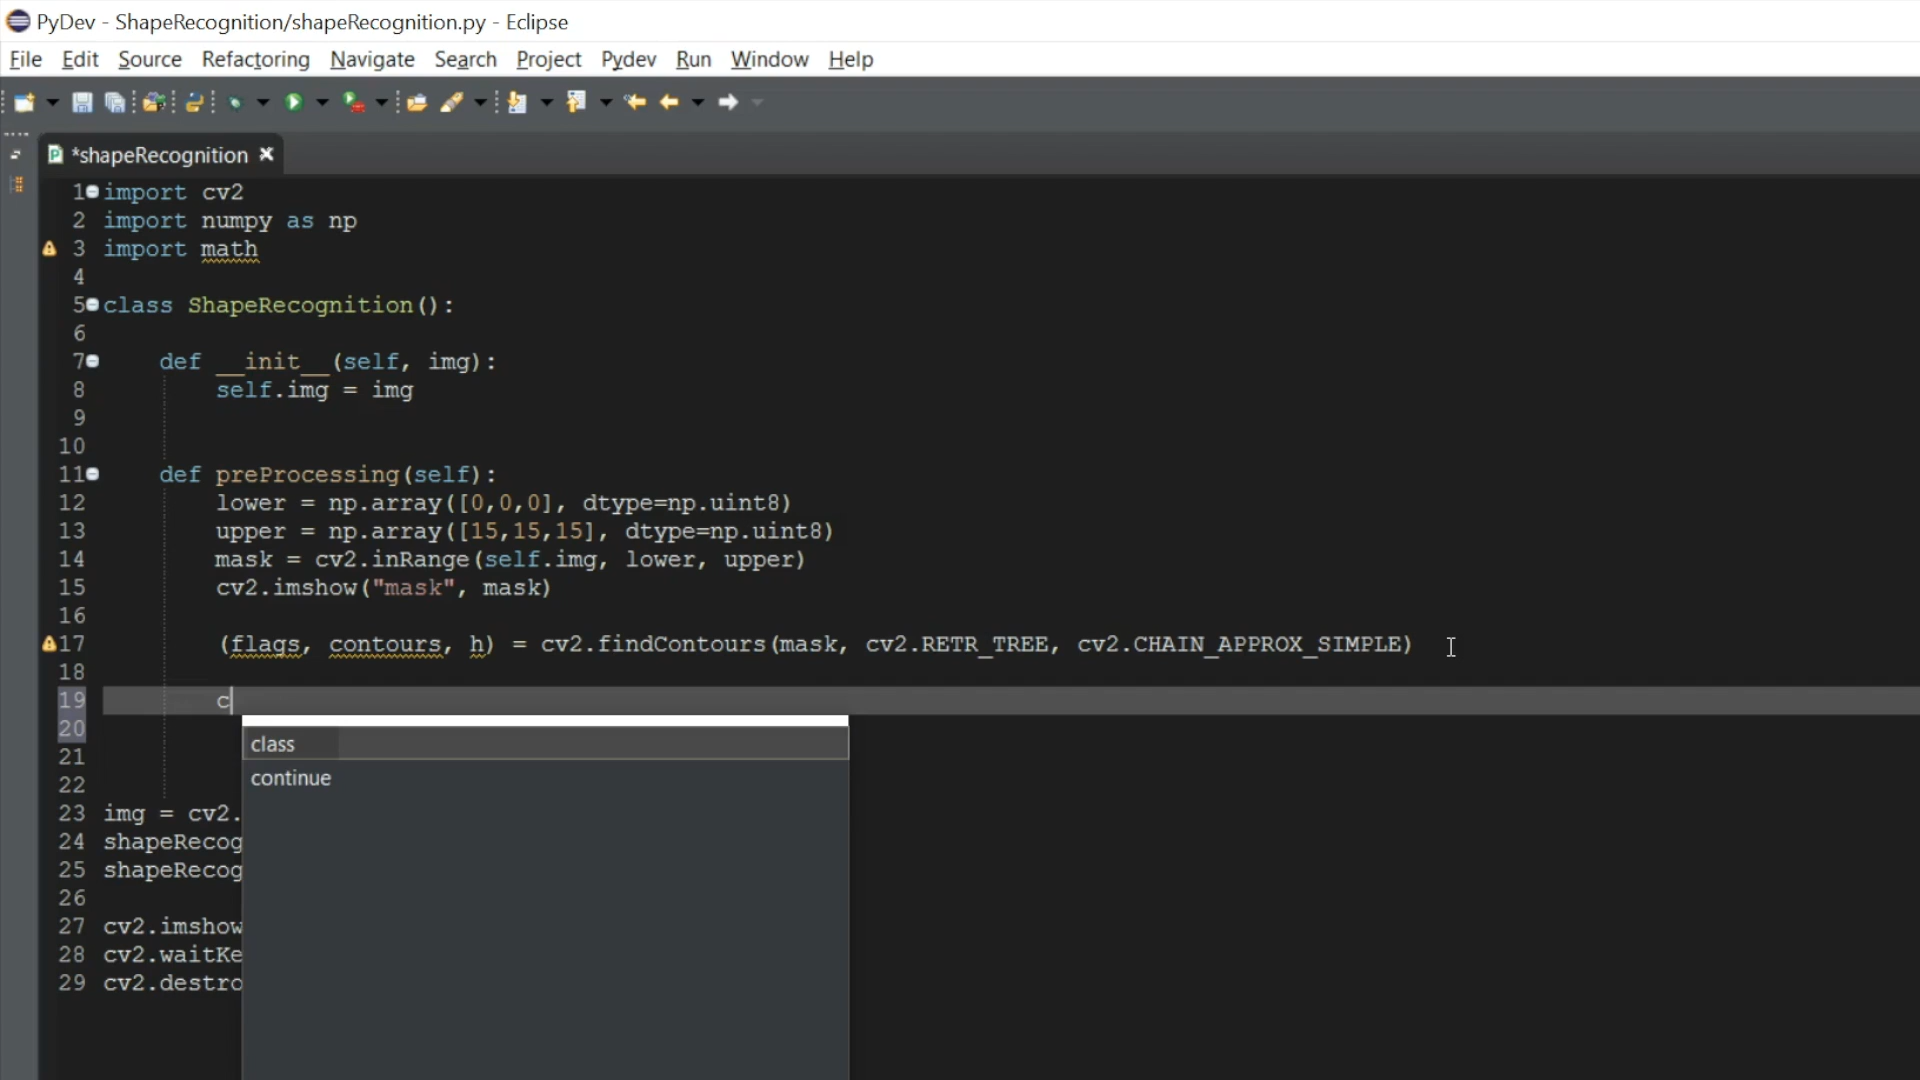 PyDev - ShapeRecognition/shapeRecognition.py - Eclipse
File Edit Source Refactoring Navigate Search Project Pydev Run Window Help
*shapeRecognition
1 import cv2
2 import numpy as np
3 import math
4
5 class ShapeRecognition():
6
7 def __init__(self, img):
8 self.img = img
9
10
11 def preProcessing(self):
12 lower = np.array([0,0,0], dtype=np.uint8)
13 upper = np.array([15,15,15], dtype=np.uint8)
14 mask = cv2.inRange(self.img, lower, upper)
15 cv2.imshow("mask", mask)
16
17 (flags, contours, h) = cv2.findContours(mask, cv2.RETR_TREE, cv2.CHAIN_APPROX_SIMPLE)
18
19 c
20
class
21
continue
22
23 img = cv2.
24 shapeRecog
25 shapeRecog
26
27 cv2.imshow
28 cv2.waitKe
29 cv2.destro